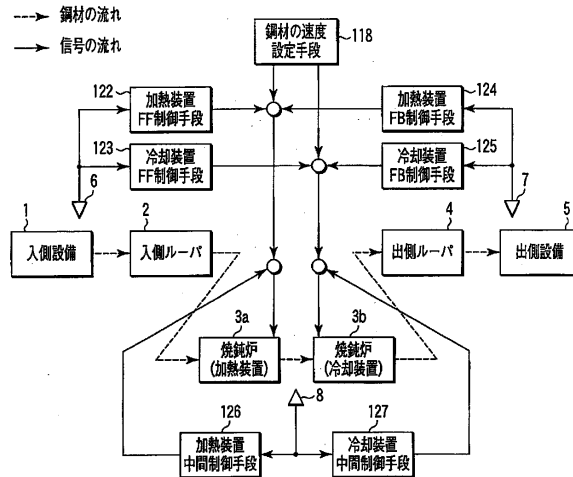 鋼材の流れ
信号の流れ
鋼材の速度
設定手段
118
122
加熱装置
FF制御手段
124
加熱装置
FB制御手段
123
冷却装置
FF制御手段
125
冷却装置
FB制御手段
6
7
1
入側設備
2
入側ルーパ
4
出側ルーパ
5
出側設備
3a
焼鈍炉
(加熱装置)
3b
焼鈍炉
(冷却装置)
8
126
加熱装置
中間制御手段
127
冷却装置
中間制御手段